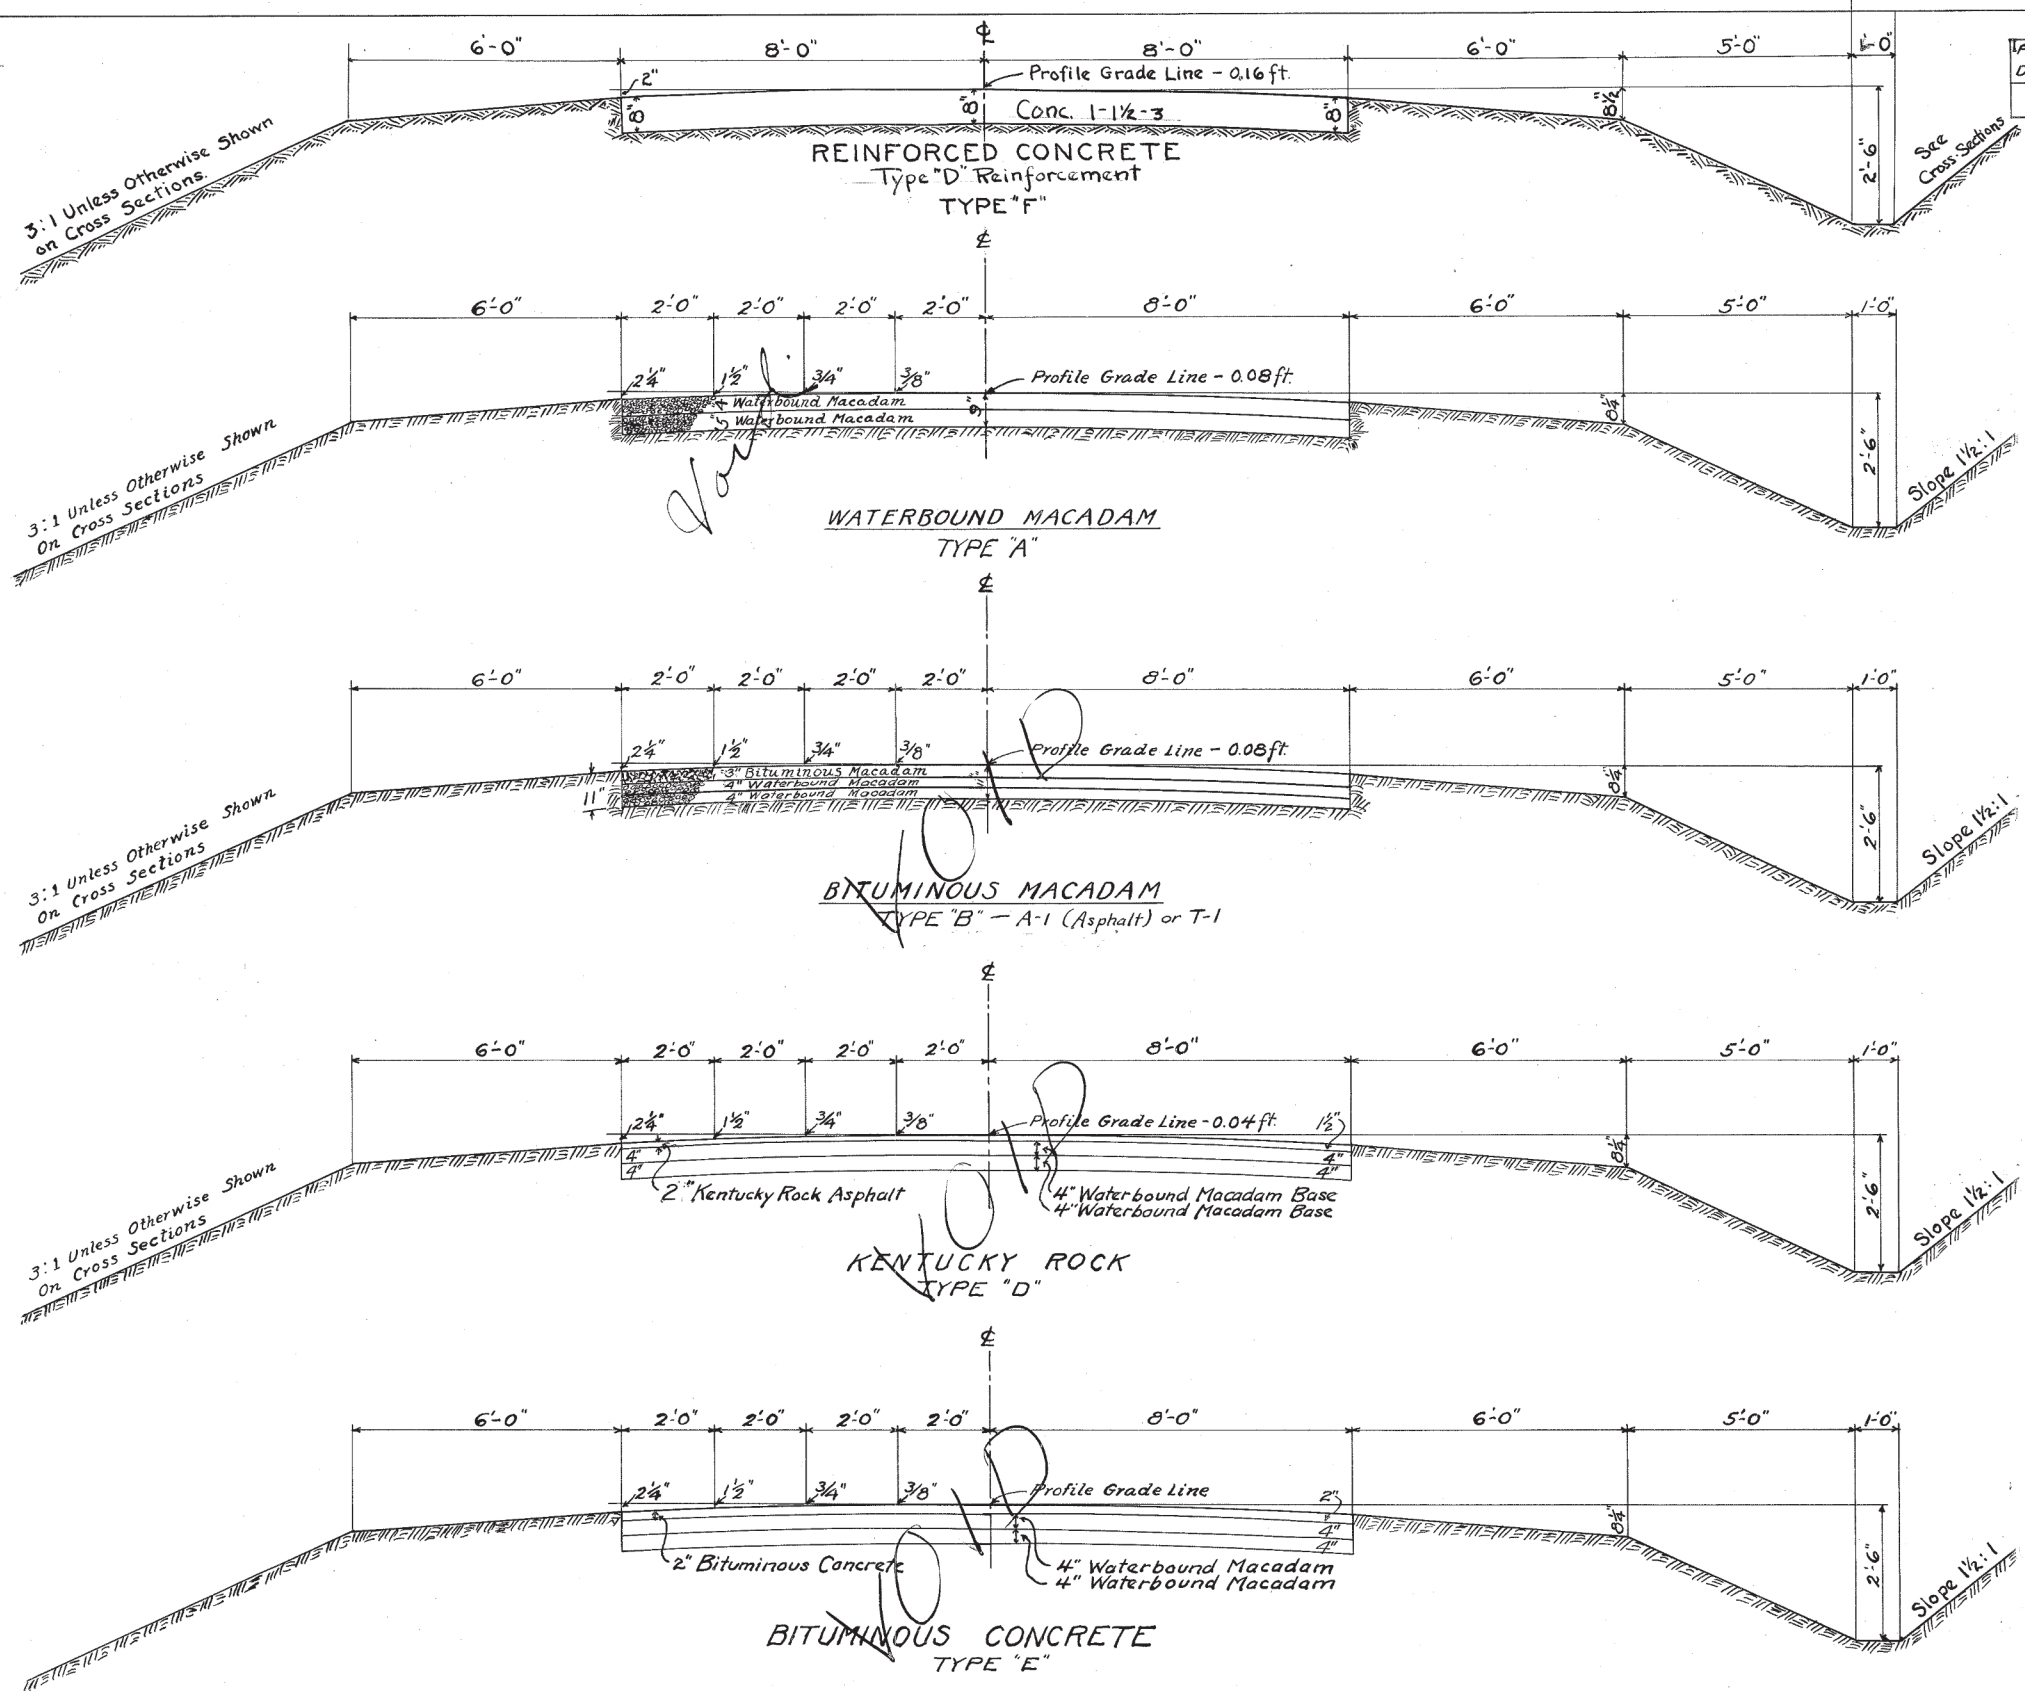 ℄
6'-0" 8'-0" 8'-0" 6'-0" 5'-0" 1'-0"
2" Profile Grade Line - 0.16 ft.
8" 8" Conc. 1-1½-3 8" 8½" 2'-6"
3:1 Unless Otherwise Shown
on Cross Sections.
See
Cross-Sections
REINFORCED CONCRETE
Type "D" Reinforcement
TYPE "F"
℄
6'-0" 2'-0" 2'-0" 2'-0" 2'-0" 8'-0" 6'-0" 5'-0" 1'-0"
2¼" 1½" 3/4" 3/8" Profile Grade Line - 0.08 ft.
4" Waterbound Macadam
5" Waterbound Macadam
9" 8¼" 2'-6"
3:1 Unless Otherwise Shown
On Cross Sections
Slope 1½:1
WATERBOUND MACADAM
TYPE "A"
℄
6'-0" 2'-0" 2'-0" 2'-0" 2'-0" 8'-0" 6'-0" 5'-0" 1'-0"
2¼" 1½" 3/4" 3/8" Profile Grade Line - 0.08 ft.
3" Bituminous Macadam
4" Waterbound Macadam
4" Waterbound Macadam
11" 11" 8¼" 2'-6"
3:1 Unless Otherwise Shown
On Cross Sections
Slope 1½:1
VOID
BITUMINOUS MACADAM
TYPE "B" - A-1 (Asphalt) or T-1
℄
6'-0" 2'-0" 2'-0" 2'-0" 2'-0" 8'-0" 6'-0" 5'-0" 1'-0"
2¼" 1½" 3/4" 3/8" Profile Grade Line - 0.04 ft. 1½"
4" 4" 8¼"
4" 4" 2'-6"
2" Kentucky Rock Asphalt 4" Waterbound Macadam Base
4" Waterbound Macadam Base
3:1 Unless Otherwise Shown
On Cross Sections
Slope 1½:1
VOID
KENTUCKY ROCK
TYPE "D"
℄
6'-0" 2'-0" 2'-0" 2'-0" 2'-0" 8'-0" 6'-0" 5'-0" 1'-0"
2¼" 1½" 3/4" 3/8" Profile Grade Line 2"
4" 8¼"
4" 2'-6"
2" Bituminous Concrete 4" Waterbound Macadam
4" Waterbound Macadam
Slope 1½:1
VOID
BITUMINOUS CONCRETE
TYPE "E"